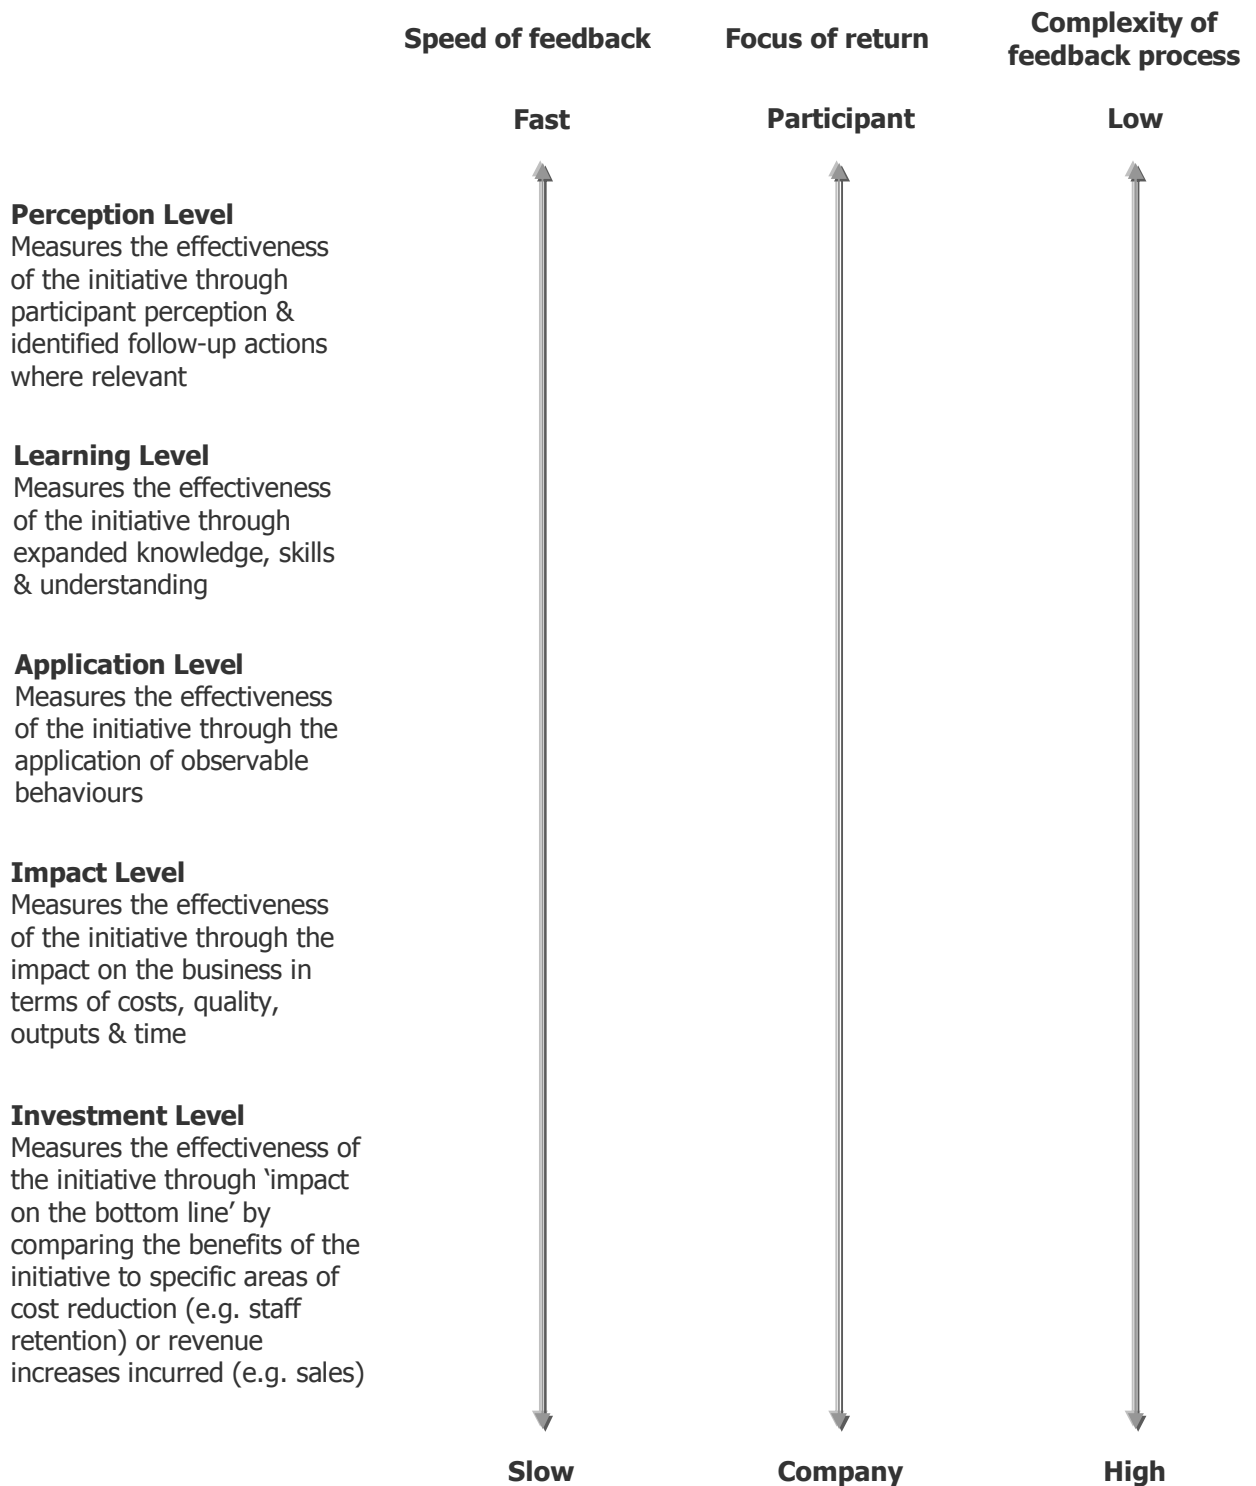 Speed of feedback
Focus of return
Complexity of
feedback process
Fast
Participant
Low
Perception Level
Measures the effectiveness
of the initiative through
participant perception &
identified follow-up actions
where relevant
Learning Level
Measures the effectiveness
of the initiative through
expanded knowledge, skills
& understanding
Application Level
Measures the effectiveness
of the initiative through the
application of observable
behaviours
Impact Level
Measures the effectiveness
of the initiative through the
impact on the business in
terms of costs, quality,
outputs & time
Investment Level
Measures the effectiveness of
the initiative through ‘impact
on the bottom line’ by
comparing the benefits of the
initiative to specific areas of
cost reduction (e.g. staff
retention) or revenue
increases incurred (e.g. sales)
Slow
Company
High